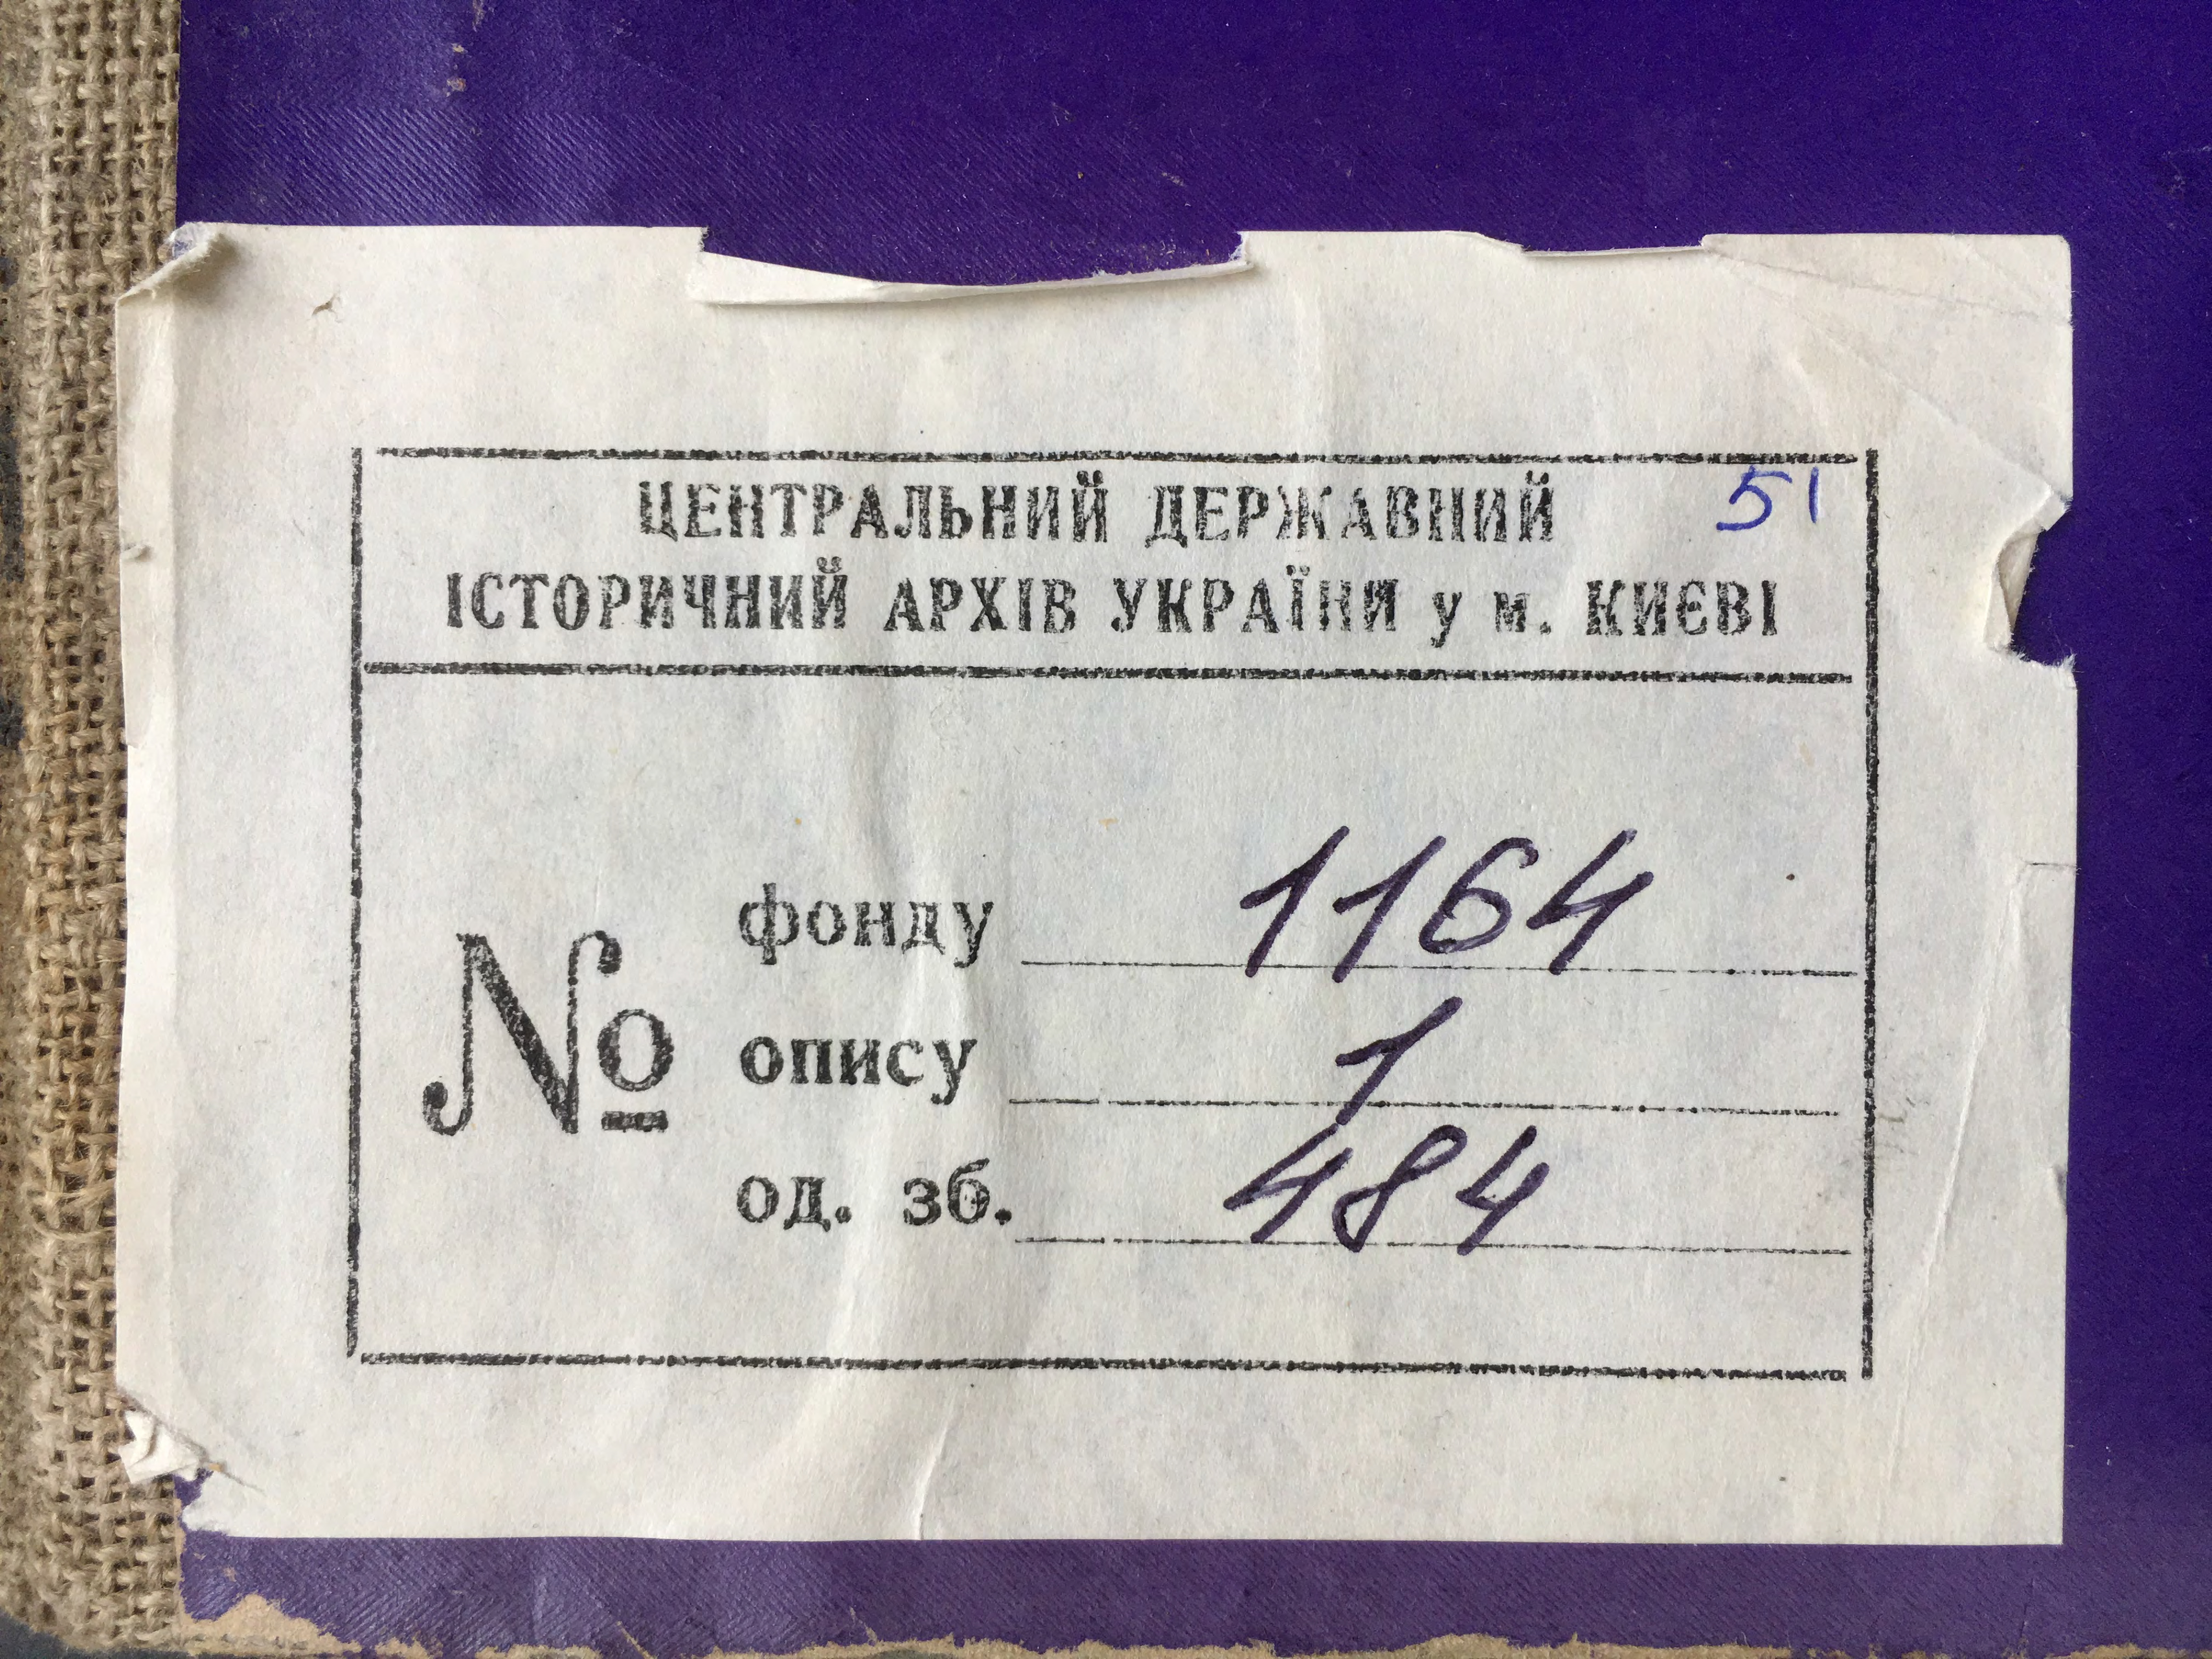 51
ЦЕНТРАЛЬНИЙ ДЕРЖАВНИЙ
ІСТОРИЧНИЙ АРХІВ УКРАЇНИ у м. КИЄВІ
№
фонду 1164
опису 1
од. зб. 484